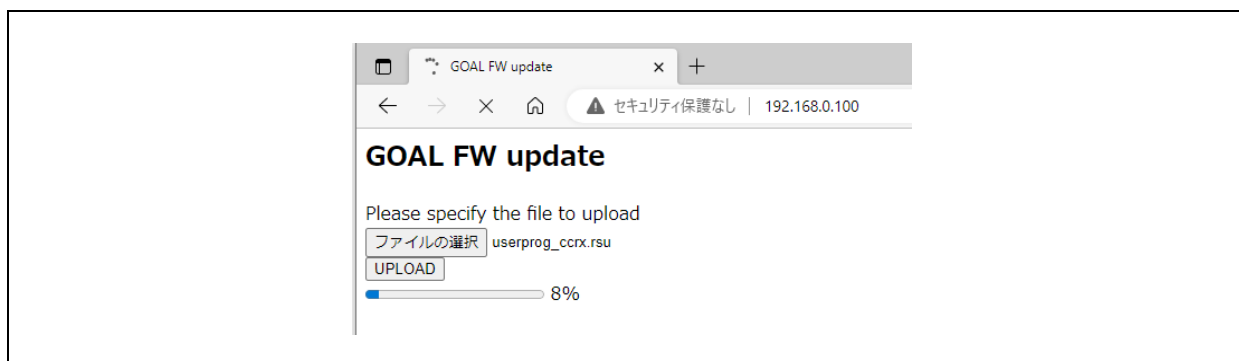 GOAL FW update
セキュリティ保護なし | 192.168.0.100
GOAL FW update
Please specify the file to upload
ファイルの選択 userprog_ccrx.rsu
UPLOAD
8%